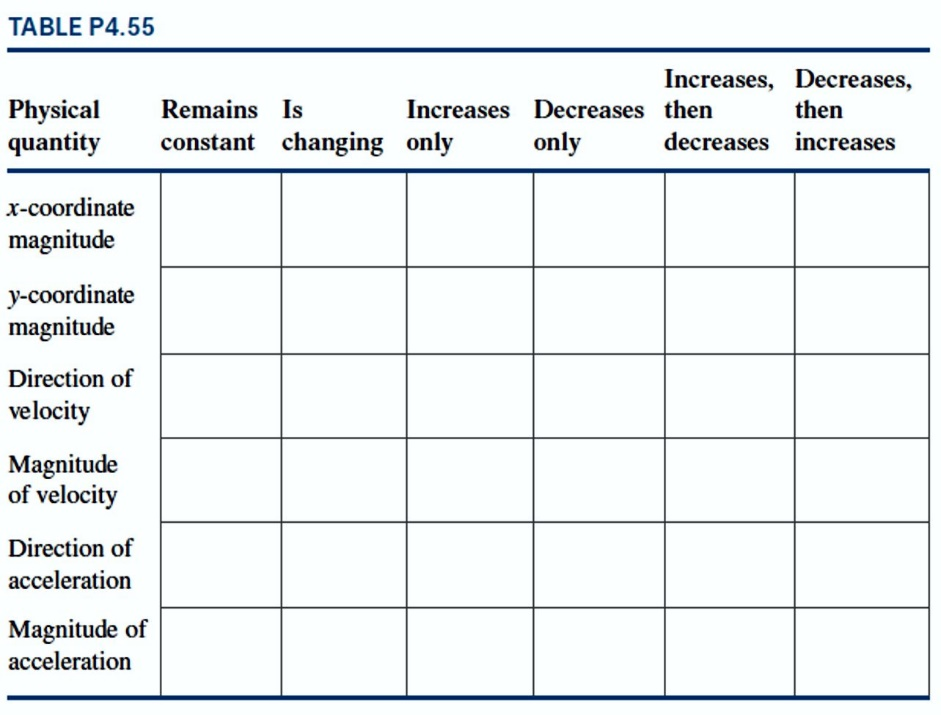 TABLE P4.55
Physical quantity
Remains constant
Is changing
Increases only
Decreases only
Increases, then decreases
Decreases, then increases
x-coordinate
magnitude
y-coordinate
magnitude
Direction of
velocity
Magnitude
of velocity
Direction of
acceleration
Magnitude of
acceleration